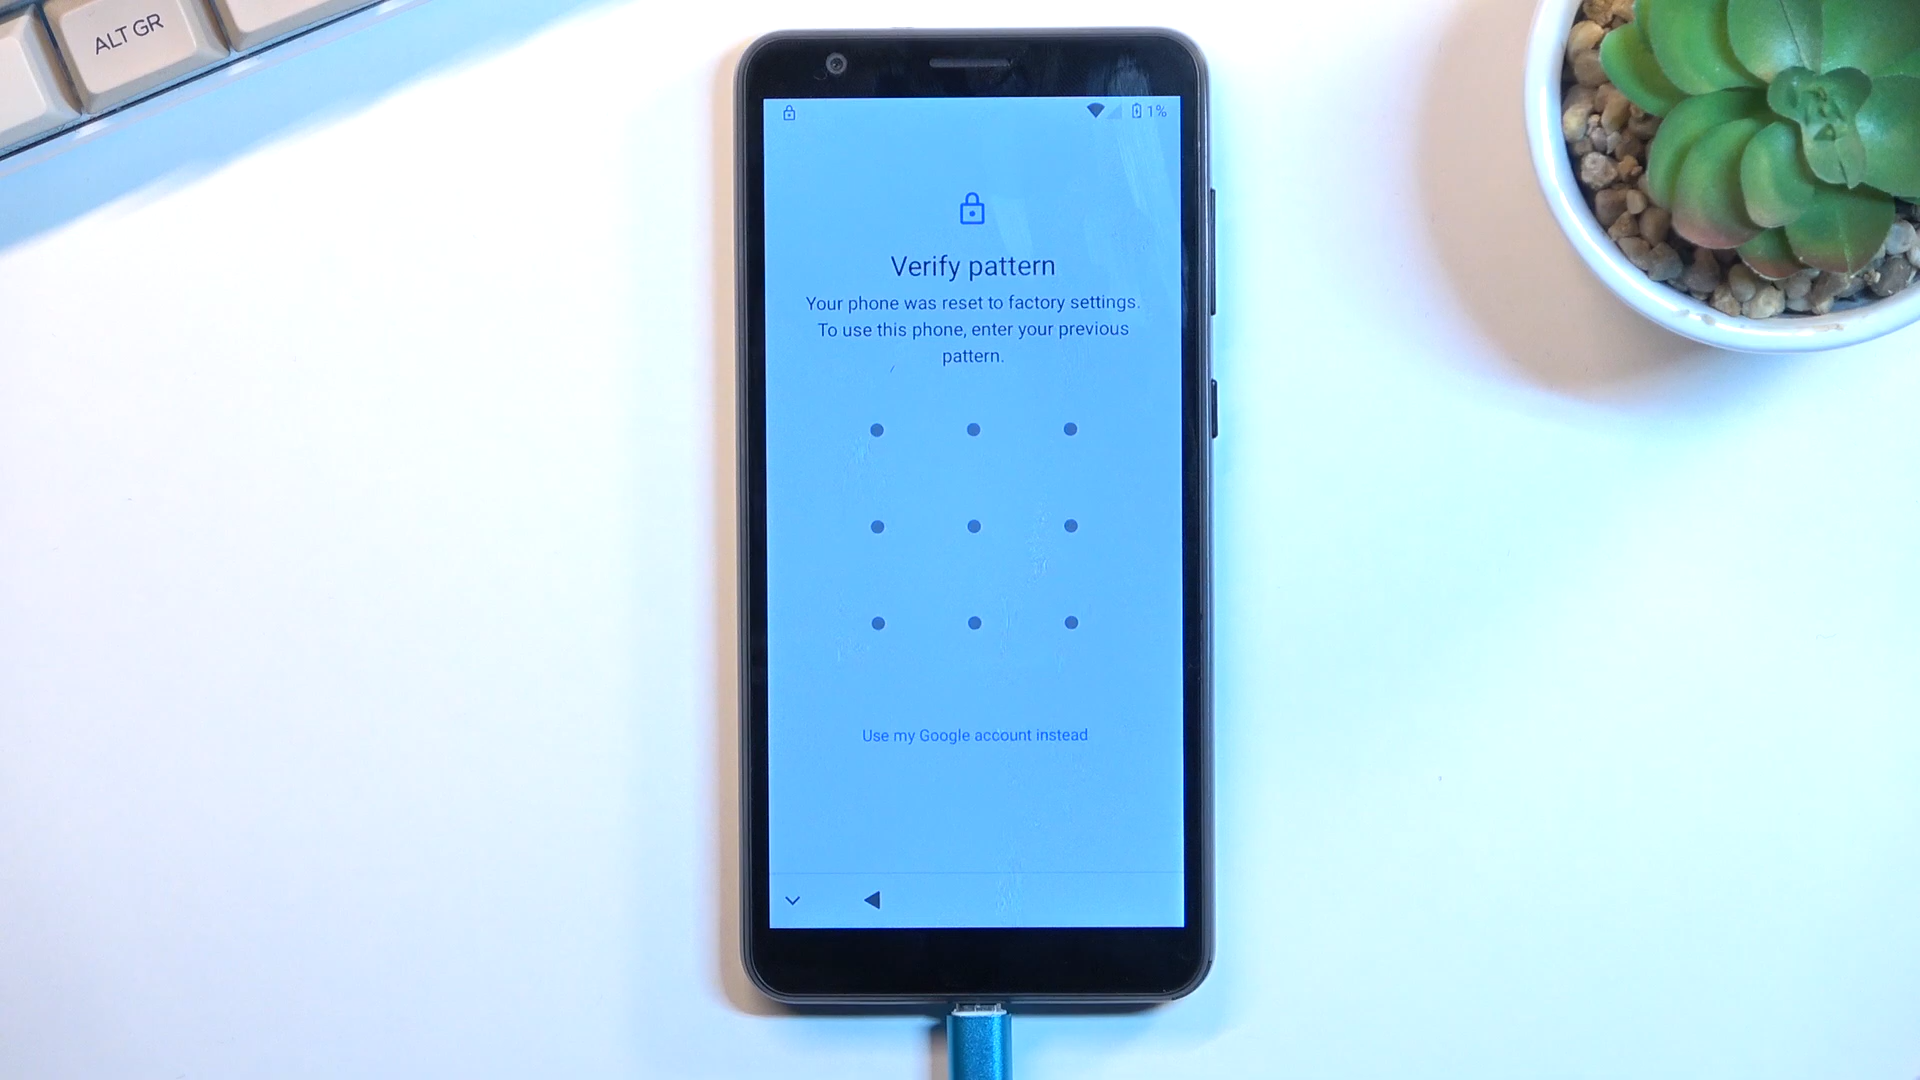 ALT GR
1%
Verify pattern
Your phone was reset to factory settings.
To use this phone, enter your previous
pattern.
Use my Google account instead